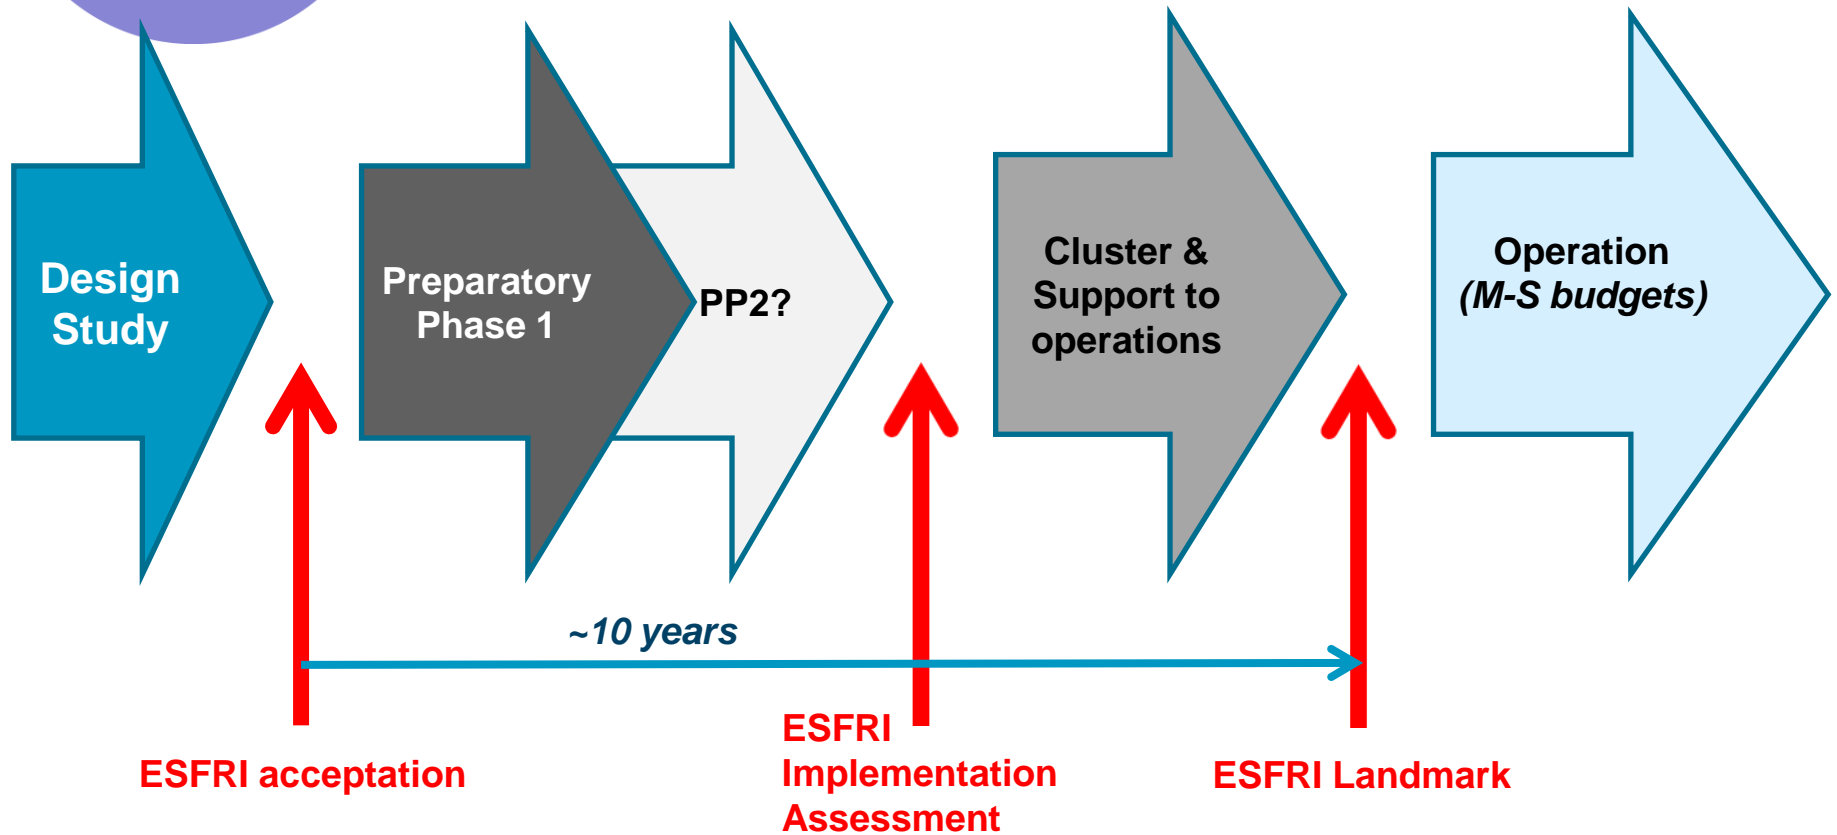 Design
Study
Preparatory
Phase 1
PP2?
Cluster &
Support to
operations
Operation
(M-S budgets)
~10 years
ESFRI acceptation
ESFRI
Implementation
Assessment
ESFRI Landmark